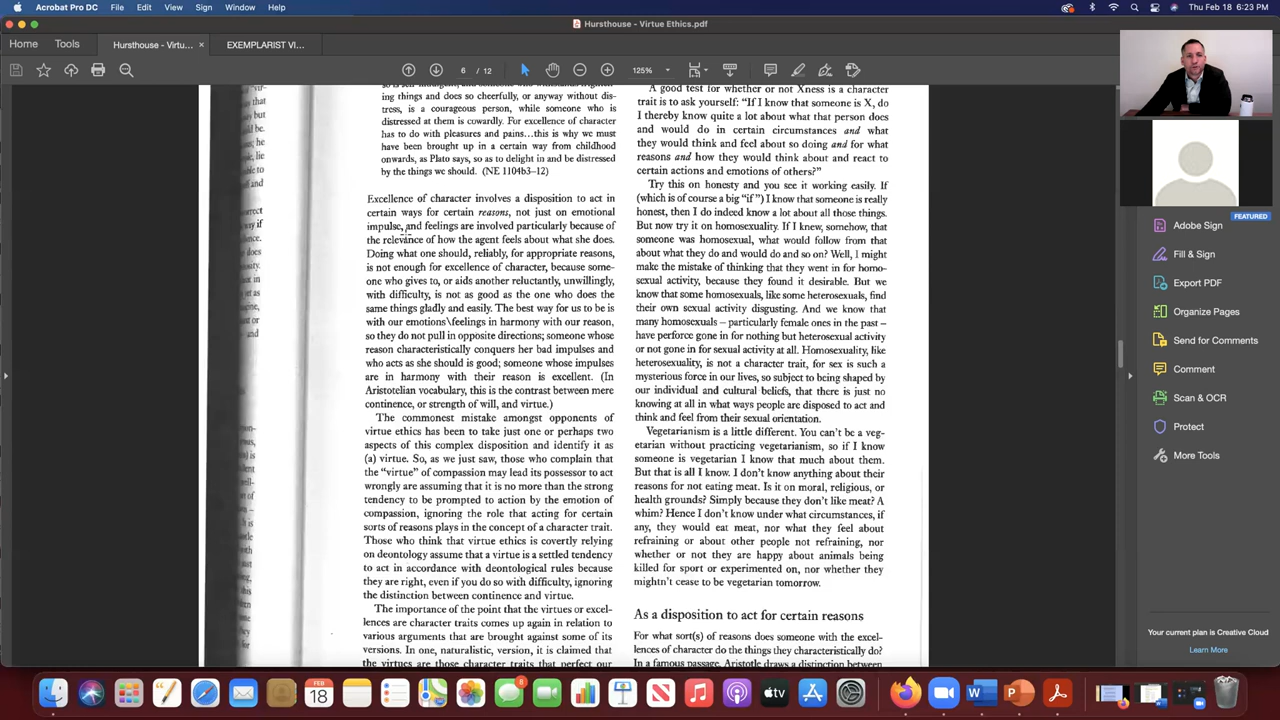 Acrobat Pro DC File Edit View Sign Window Help
Thu Feb 18 6:23 PM
Hursthouse - Virtue Ethics.pdf
Home Tools Hursthouse - Virtu... × EXEMPLARIST VI...
6 / 12 125%
ing things and does so cheerfully, or anyway without dis-
tress, is a courageous person, while someone who is
distressed at them is cowardly. For excellence of character
has to do with pleasures and pains...this is why we must
have been brought up in a certain way from childhood
onwards, as Plato says, so as to delight in and be distressed
by the things we should. (NE 1104b3–12)
Excellence of character involves a disposition to act in
certain ways for certain reasons, not just on emotional
impulse, and feelings are involved particularly because of
the relevance of how the agent feels about what she does.
Doing what one should, reliably, for appropriate reasons,
is not enough for excellence of character, because some-
one who gives to, or aids another reluctantly, unwillingly,
with difficulty, is not as good as the one who does the
same things gladly and easily. The best way for us to be is
with our emotions\feelings in harmony with our reason,
so they do not pull in opposite directions; someone whose
reason characteristically conquers her bad impulses and
who acts as she should is good; someone whose impulses
are in harmony with their reason is excellent. (In
Aristotelian vocabulary, this is the contrast between mere
continence, or strength of will, and virtue.)
The commonest mistake amongst opponents of
virtue ethics has been to take just one or perhaps two
aspects of this complex disposition and identify it as
(a) virtue. So, as we just saw, those who complain that
the “virtue” of compassion may lead its possessor to act
wrongly are assuming that it is no more than the strong
tendency to be prompted to action by the emotion of
compassion, ignoring the role that acting for certain
sorts of reasons plays in the concept of a character trait.
Those who think that virtue ethics is covertly relying
on deontology assume that a virtue is a settled tendency
to act in accordance with deontological rules because
they are right, even if you do so with difficulty, ignoring
the distinction between continence and virtue.
The importance of the point that the virtues or excel-
lences are character traits comes up again in relation to
various arguments that are brought against some of its
versions. In one, naturalistic, version, it is claimed that
the virtues are those character traits that perfect our
A good test for whether or not Xness is a character
trait is to ask yourself: “If I know that someone is X, do
I thereby know quite a lot about what that person does
and would do in certain circumstances and what
they would think and feel about so doing and for what
reasons and how they would think about and react to
certain actions and emotions of others?”
Try this on honesty and you see it working easily. If
(which is of course a big “if”) I know that someone is really
honest, then I do indeed know a lot about all those things.
But now try it on homosexuality. If I knew, somehow, that
someone was homosexual, what would follow from that
about what they do and would do and so on? Well, I might
make the mistake of thinking that they went in for homo-
sexual activity, because they found it desirable. But we
know that some homosexuals, like some heterosexuals, find
their own sexual activity disgusting. And we know that
many homosexuals – particularly female ones in the past –
have perforce gone in for nothing but heterosexual activity
or not gone in for sexual activity at all. Homosexuality, like
heterosexuality, is not a character trait, for sex is such a
mysterious force in our lives, so subject to being shaped by
our individual and cultural beliefs, that there is just no
knowing at all in what ways people are disposed to act and
think and feel from their sexual orientation.
Vegetarianism is a little different. You can’t be a veg-
etarian without practicing vegetarianism, so if I know
someone is vegetarian I know that much about them.
But that is all I know. I don’t know anything about their
reasons for not eating meat. Is it on moral, religious, or
health grounds? Simply because they don’t like meat? A
whim? Hence I don’t know under what circumstances, if
any, they would eat meat, nor what they feel about
refraining or about other people not refraining, nor
whether or not they are happy about animals being
killed for sport or experimented on, nor whether they
mightn’t cease to be vegetarian tomorrow.
As a disposition to act for certain reasons
For what sort(s) of reasons does someone with the excel-
lences of character do the things they characteristically do?
In a famous passage, Aristotle draws a distinction between
FEATURED
Adobe Sign
Fill & Sign
Export PDF
Organize Pages
Send for Comments
Comment
Scan & OCR
Protect
More Tools
Your current plan is Creative Cloud
Learn More
FEB
18
8
tv